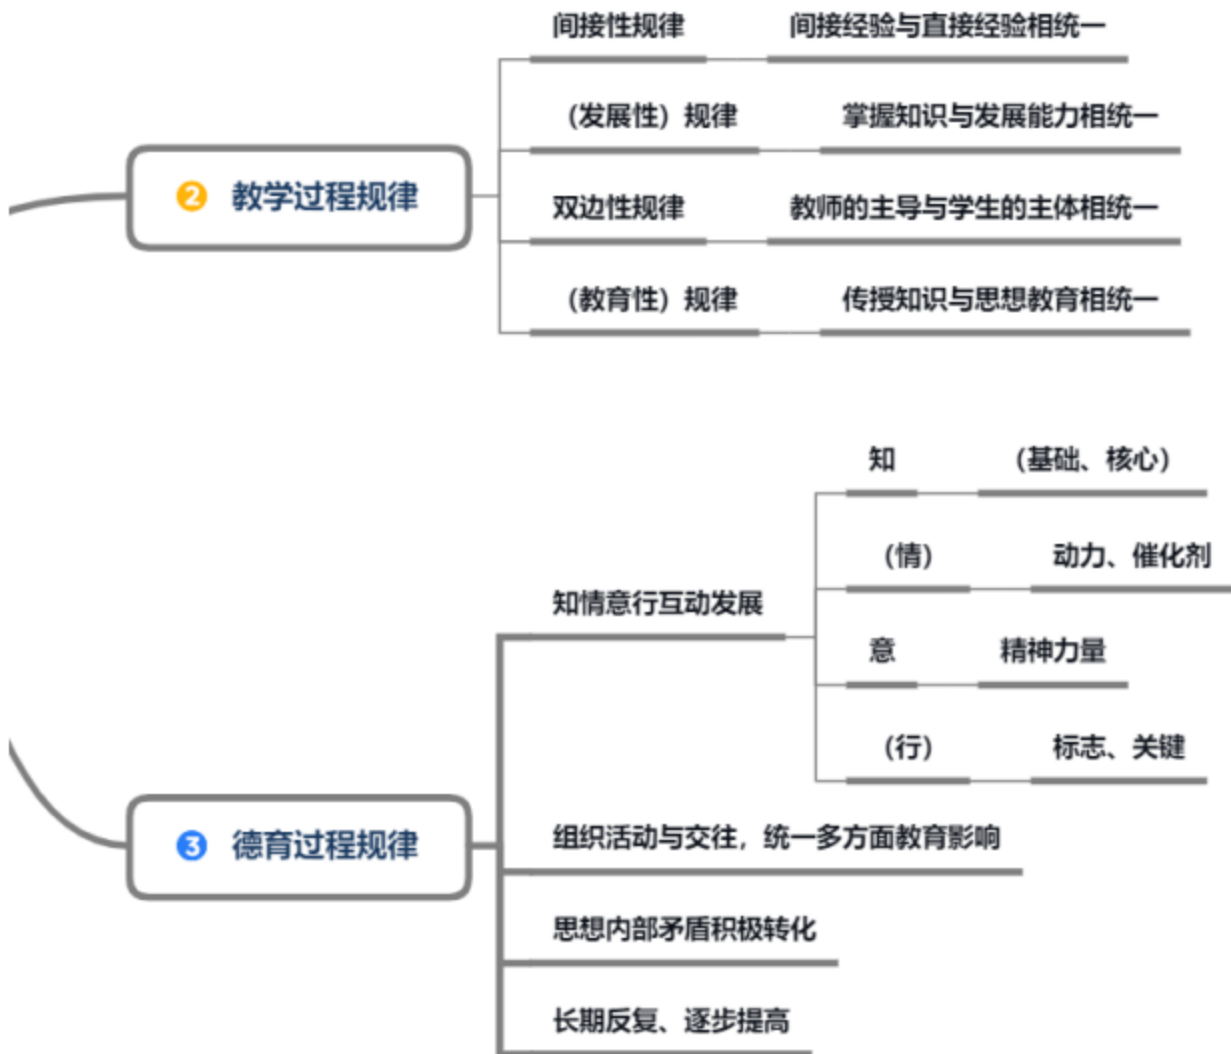 间接性规律 间接经验与直接经验相统一
（发展性）规律 掌握知识与发展能力相统一
❷ 教学过程规律
双边性规律 教师的主导与学生的主体相统一
（教育性）规律 传授知识与思想教育相统一
知 （基础、核心）
（情） 动力、催化剂
知情意行互动发展
意 精神力量
（行） 标志、关键
❸ 德育过程规律
组织活动与交往，统一多方面教育影响
思想内部矛盾积极转化
长期反复、逐步提高